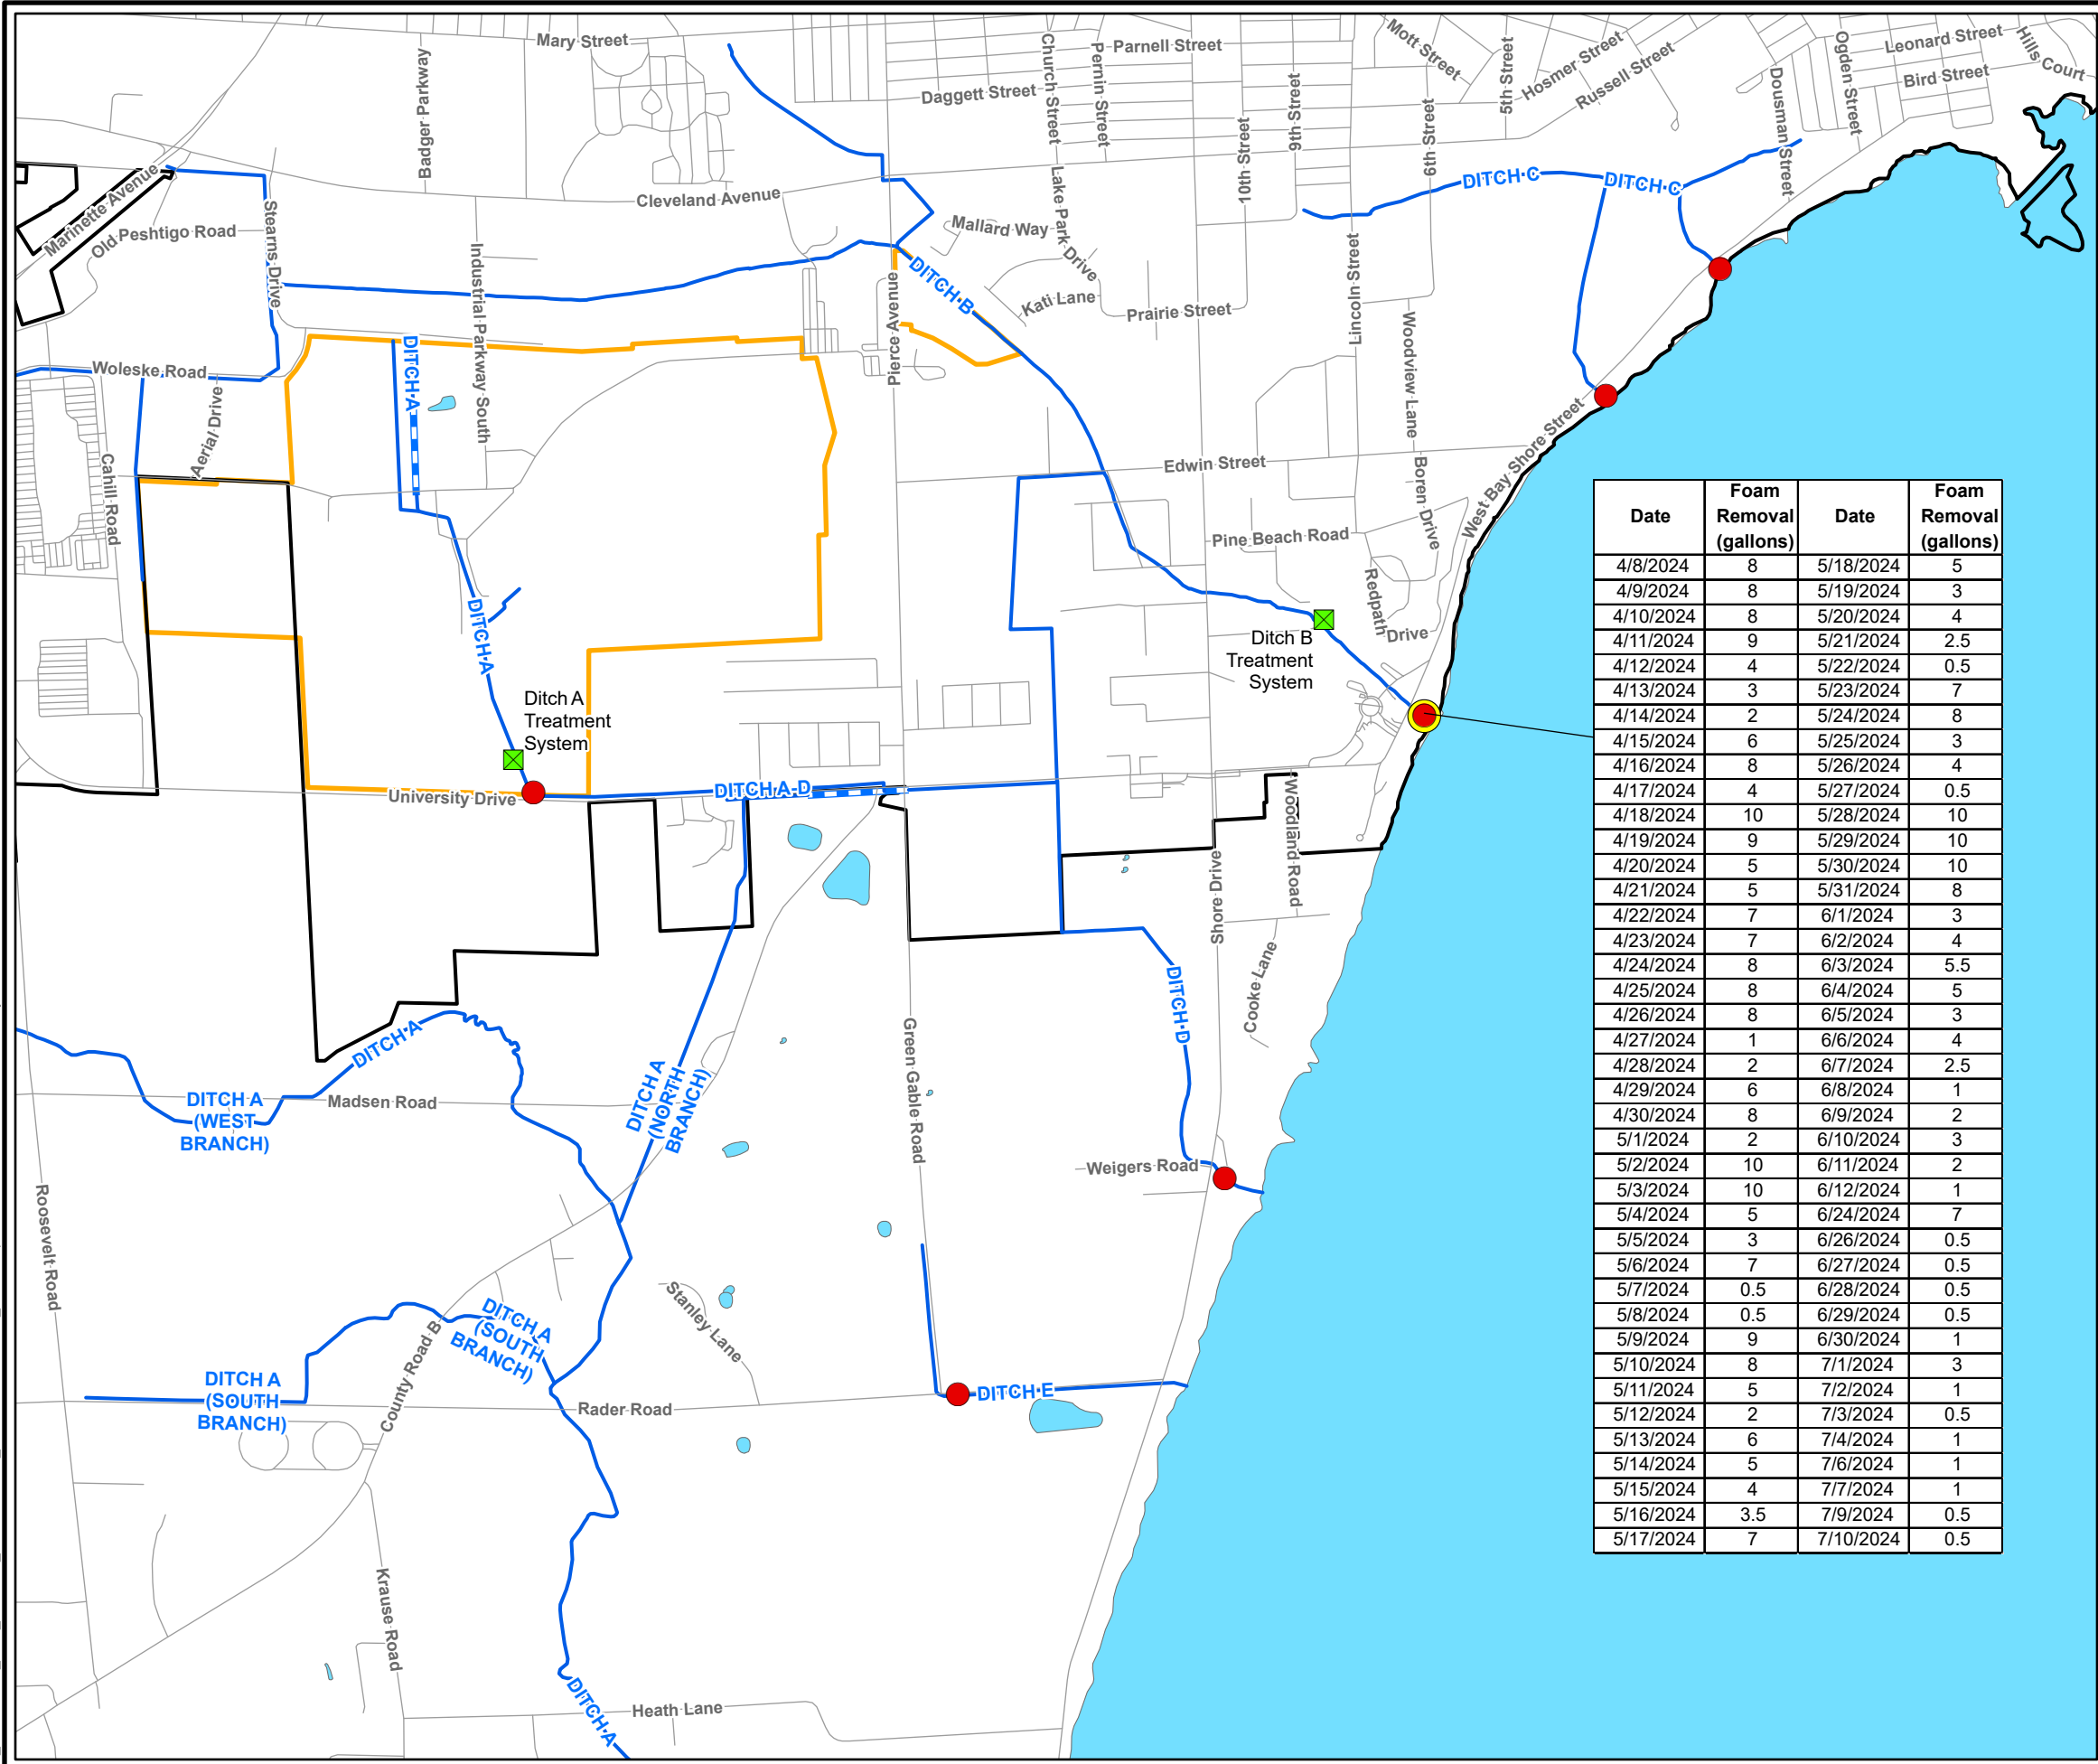 Mary Street
Parnell Street
Daggett Street
Church Street
Pernin Street
Mott Street
5th Street
Hosmer Street
Russell Street
Dousman Street
Ogden Street
Leonard Street
Bird Street
Hills Court
Badger Parkway
9th Street
10th Street
6th Street
Marinette Avenue
Old Peshtigo Road
Stearns Drive
Cleveland Avenue
Mallard Way
Lake Park Drive
DITCH C
DITCH C
Industrial Parkway South
Pierce Avenue
DITCH B
Kati Lane
Prairie Street
Lincoln Street
Woodview Lane
Woleske Road
Aerial Drive
DITCH A
Cahill Road
Edwin Street
Boren Drive
West Bay Shore Street
Pine Beach Road
Redpath Drive
DITCH A
Ditch B
Treatment
System
Ditch A
Treatment
System
University Drive
DITCH A-D
Shore Drive
Woodland Road
Cooke Lane
DITCH D
DITCH A
DITCH A
(WEST
BRANCH)
Madsen Road
DITCH A
(NORTH
BRANCH)
Green Gable Road
Weigers Road
Roosevelt Road
Stanley Lane
DITCH A
(SOUTH
BRANCH)
DITCH A
(SOUTH
BRANCH)
County Road B
Rader Road
DITCH E
Krause Road
Heath Lane
DITCH A
Date Foam Removal (gallons) Date Foam Removal (gallons)
4/8/2024 8 5/18/2024 5
4/9/2024 8 5/19/2024 3
4/10/2024 8 5/20/2024 4
4/11/2024 9 5/21/2024 2.5
4/12/2024 4 5/22/2024 0.5
4/13/2024 3 5/23/2024 7
4/14/2024 2 5/24/2024 8
4/15/2024 6 5/25/2024 3
4/16/2024 8 5/26/2024 4
4/17/2024 4 5/27/2024 0.5
4/18/2024 10 5/28/2024 10
4/19/2024 9 5/29/2024 10
4/20/2024 5 5/30/2024 10
4/21/2024 5 5/31/2024 8
4/22/2024 7 6/1/2024 3
4/23/2024 7 6/2/2024 4
4/24/2024 8 6/3/2024 5.5
4/25/2024 8 6/4/2024 5
4/26/2024 8 6/5/2024 3
4/27/2024 1 6/6/2024 4
4/28/2024 2 6/7/2024 2.5
4/29/2024 6 6/8/2024 1
4/30/2024 8 6/9/2024 2
5/1/2024 2 6/10/2024 3
5/2/2024 10 6/11/2024 2
5/3/2024 10 6/12/2024 1
5/4/2024 5 6/24/2024 7
5/5/2024 3 6/26/2024 0.5
5/6/2024 7 6/27/2024 0.5
5/7/2024 0.5 6/28/2024 0.5
5/8/2024 0.5 6/29/2024 0.5
5/9/2024 9 6/30/2024 1
5/10/2024 8 7/1/2024 3
5/11/2024 5 7/2/2024 1
5/12/2024 2 7/3/2024 0.5
5/13/2024 6 7/4/2024 1
5/14/2024 5 7/6/2024 1
5/15/2024 4 7/7/2024 1
5/16/2024 3.5 7/9/2024 0.5
5/17/2024 7 7/10/2024 0.5